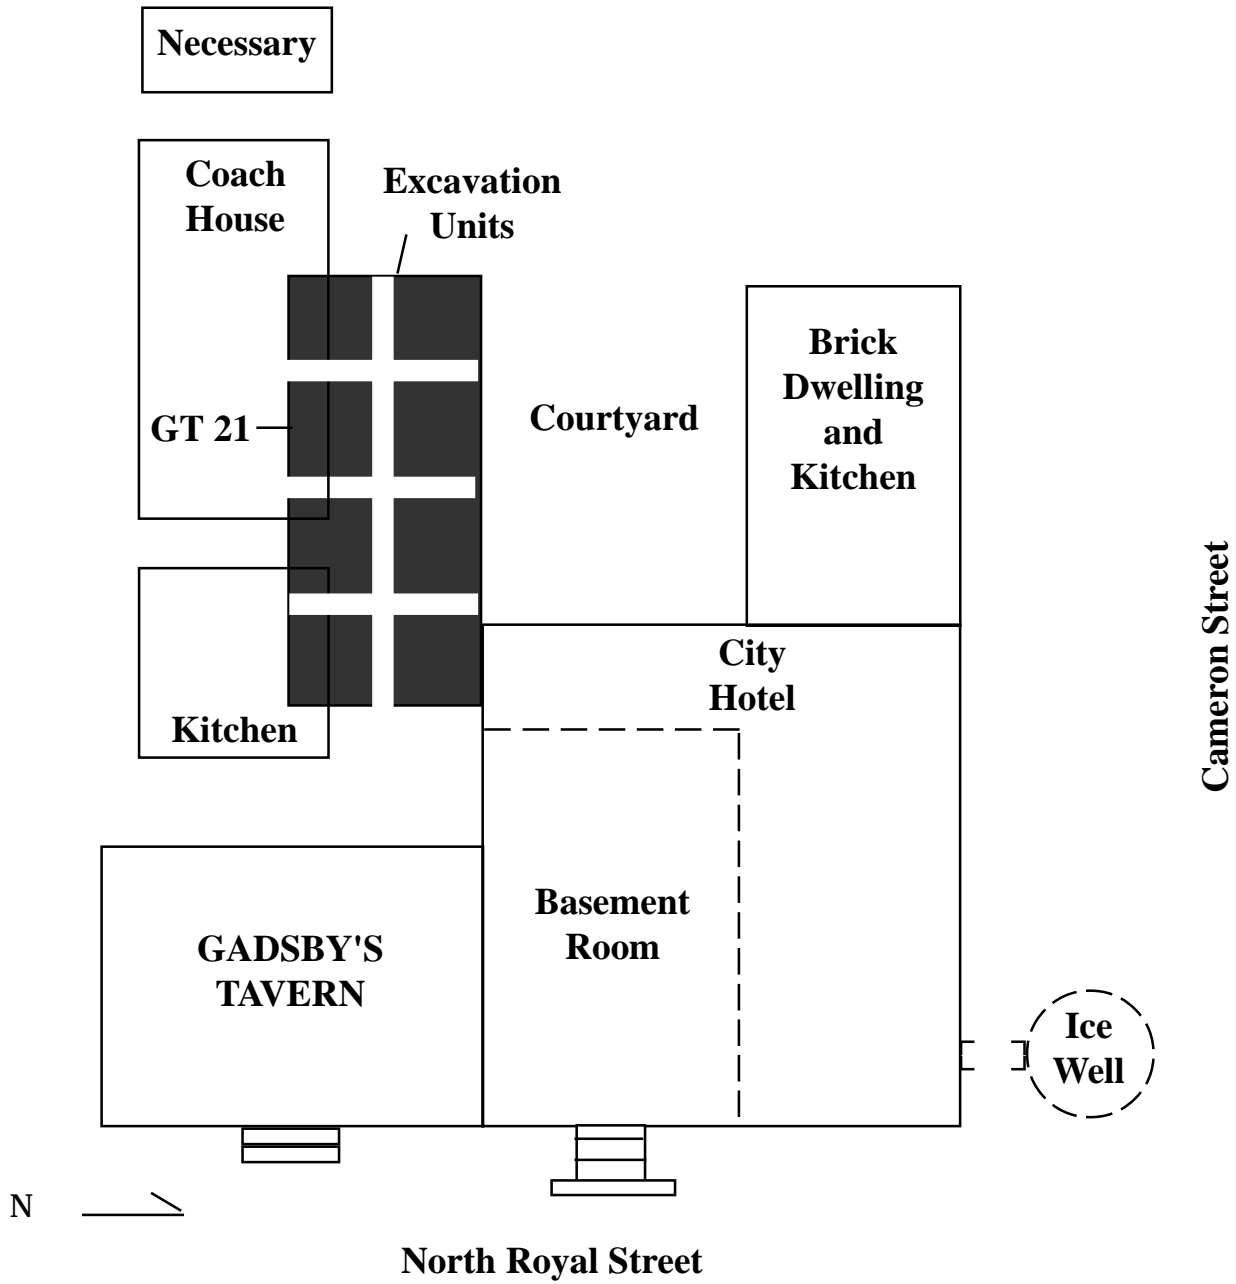 Necessary
Coach
House
Excavation
Units
GT 21
Courtyard
Brick
Dwelling
and
Kitchen
Cameron Street
City
Hotel
Kitchen
Basement
Room
GADSBY'S
TAVERN
Ice
Well
N
North Royal Street